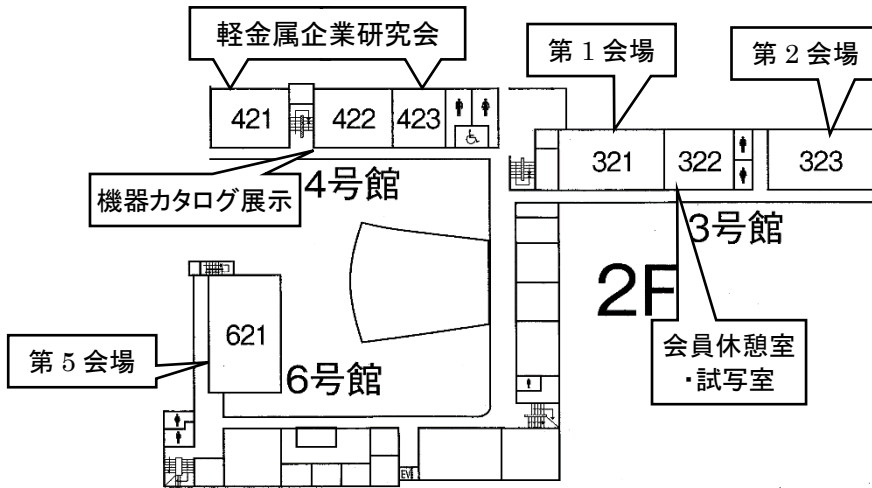 軽金属企業研究会
第 1 会場
第 2 会場
421
422
423
321
322
323
機器カタログ展示
4号館
3号館
2F
621
第 5 会場
6号館
会員休憩室
・試写室
EV